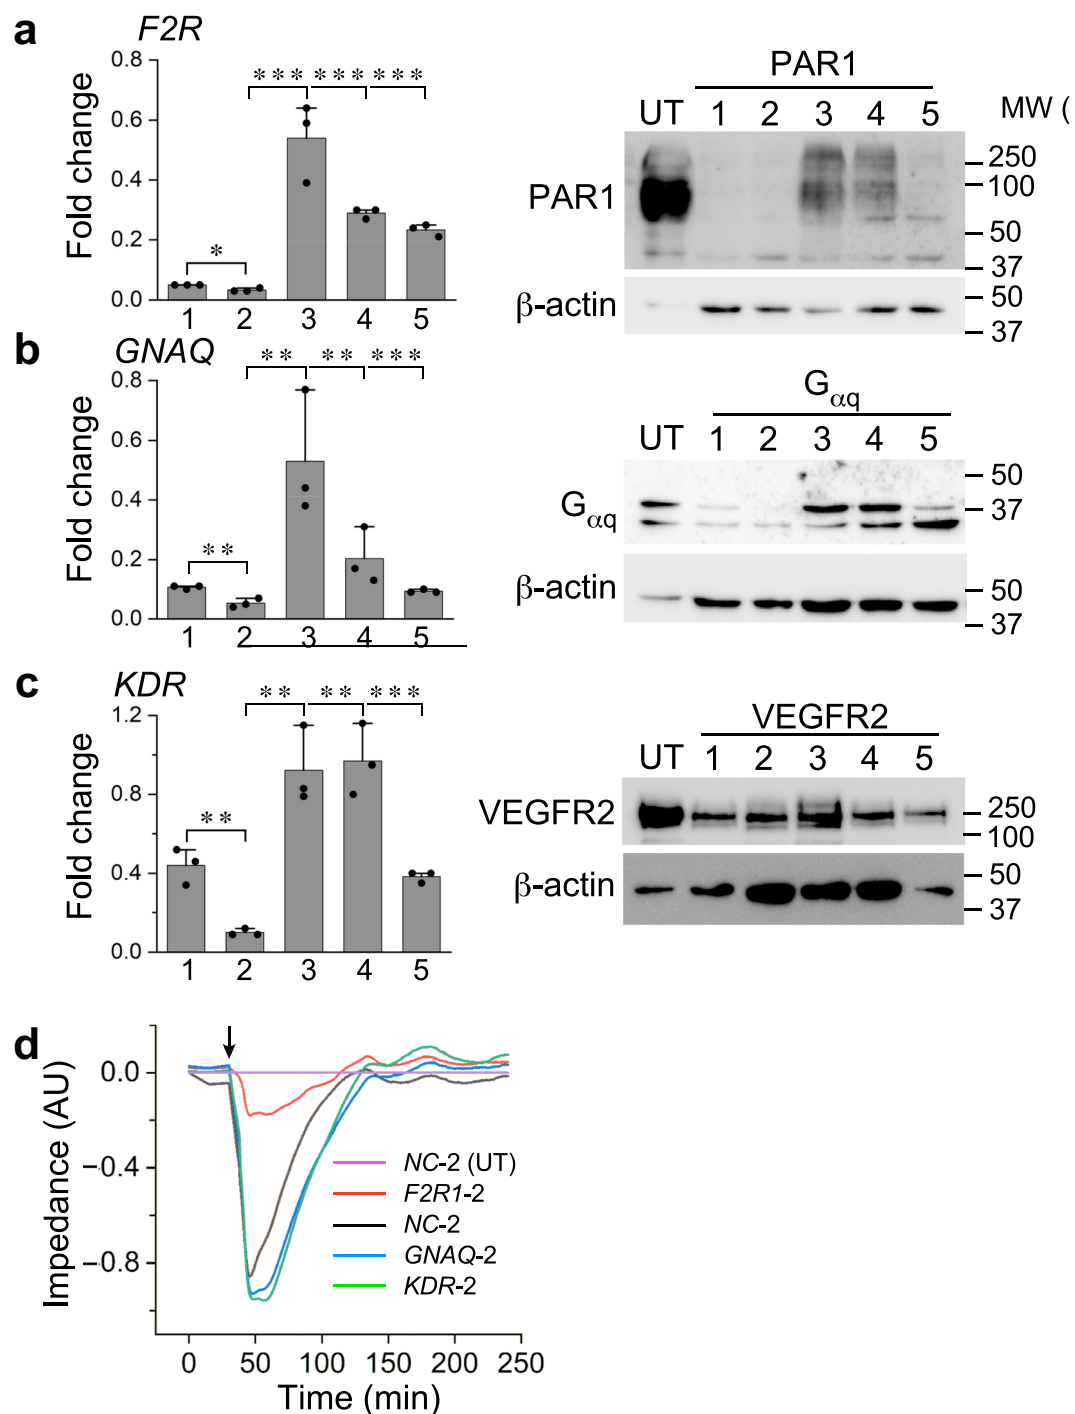 a
F2R
Fold change
0.8
0.6
0.4
0.2
0.0
* *** *** ***
1 2 3 4 5
PAR1
UT 1 2 3 4 5 MW (
PAR1
250
100
50
37
β-actin
50
37
b
GNAQ
Fold change
0.8
0.6
0.4
0.2
0.0
** ** ** ***
1 2 3 4 5
Gαq
UT 1 2 3 4 5
Gαq
50
37
β-actin
50
37
c
KDR
Fold change
1.2
0.8
0.4
0.0
** ** ** ***
1 2 3 4 5
VEGFR2
UT 1 2 3 4 5
VEGFR2
250
100
β-actin
50
37
d
Impedance (AU)
0.0
−0.4
−0.8
NC-2 (UT)
F2R1-2
NC-2
GNAQ-2
KDR-2
0 50 100 150 200 250
Time (min)